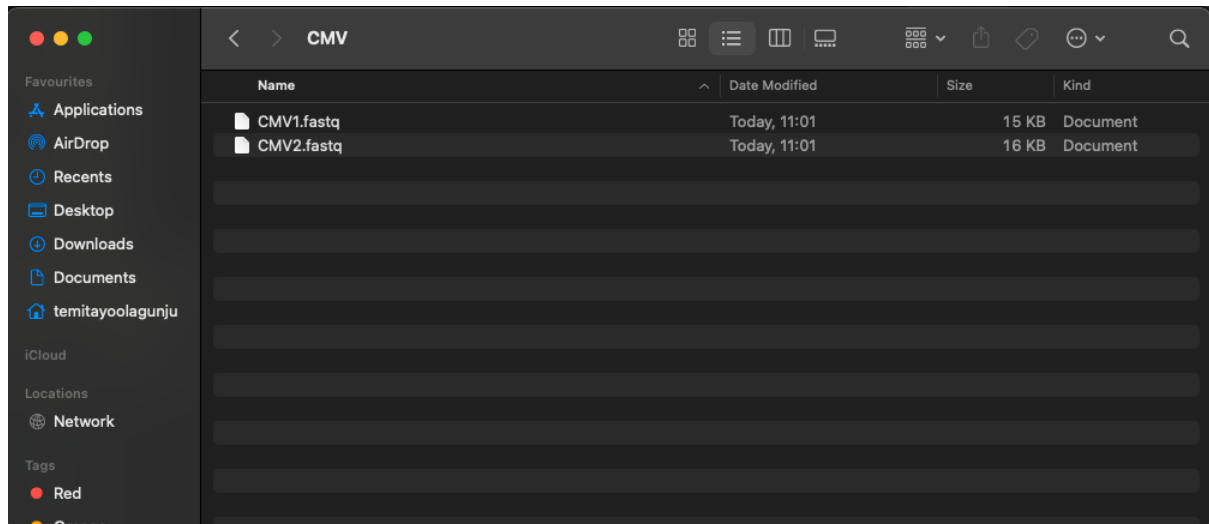 CMV
Favourites
Applications
AirDrop
Recents
Desktop
Downloads
Documents
temitayoolagunju
iCloud
Locations
Network
Tags
Red
Name Date Modified Size Kind
CMV1.fastq Today, 11:01 15 KB Document
CMV2.fastq Today, 11:01 16 KB Document